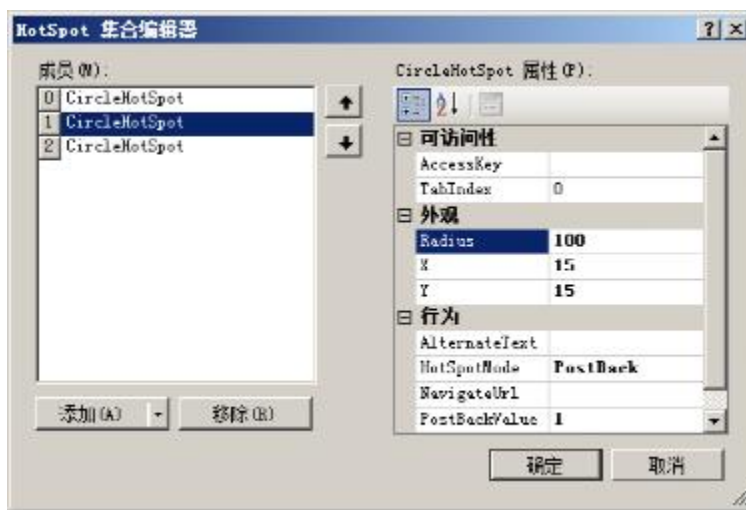 HotSpot 集合编辑器
成员(M):
0 CircleHotSpot
1 CircleHotSpot
2 CircleHotSpot
添加(A)
移除(R)
CircleHotSpot 属性(P):
可访问性
AccessKey
TabIndex 0
外观
Radius 100
X 15
Y 15
行为
AlternateText
HotSpotMode PostBack
NavigateUrl
PostBackValue 1
确定
取消